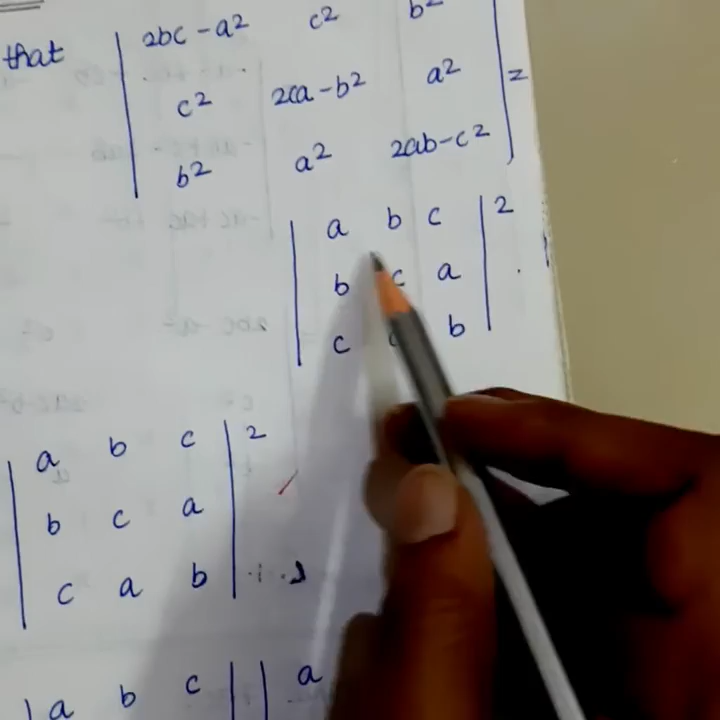 that | 2bc - a² c² b² |
| c² 2ca - b² a² | =
| b² a² 2ab - c² |
| a b c |²
| b c a |
| c b |
| a b c |²
| b c a |
| c a b |
| a b c | | a